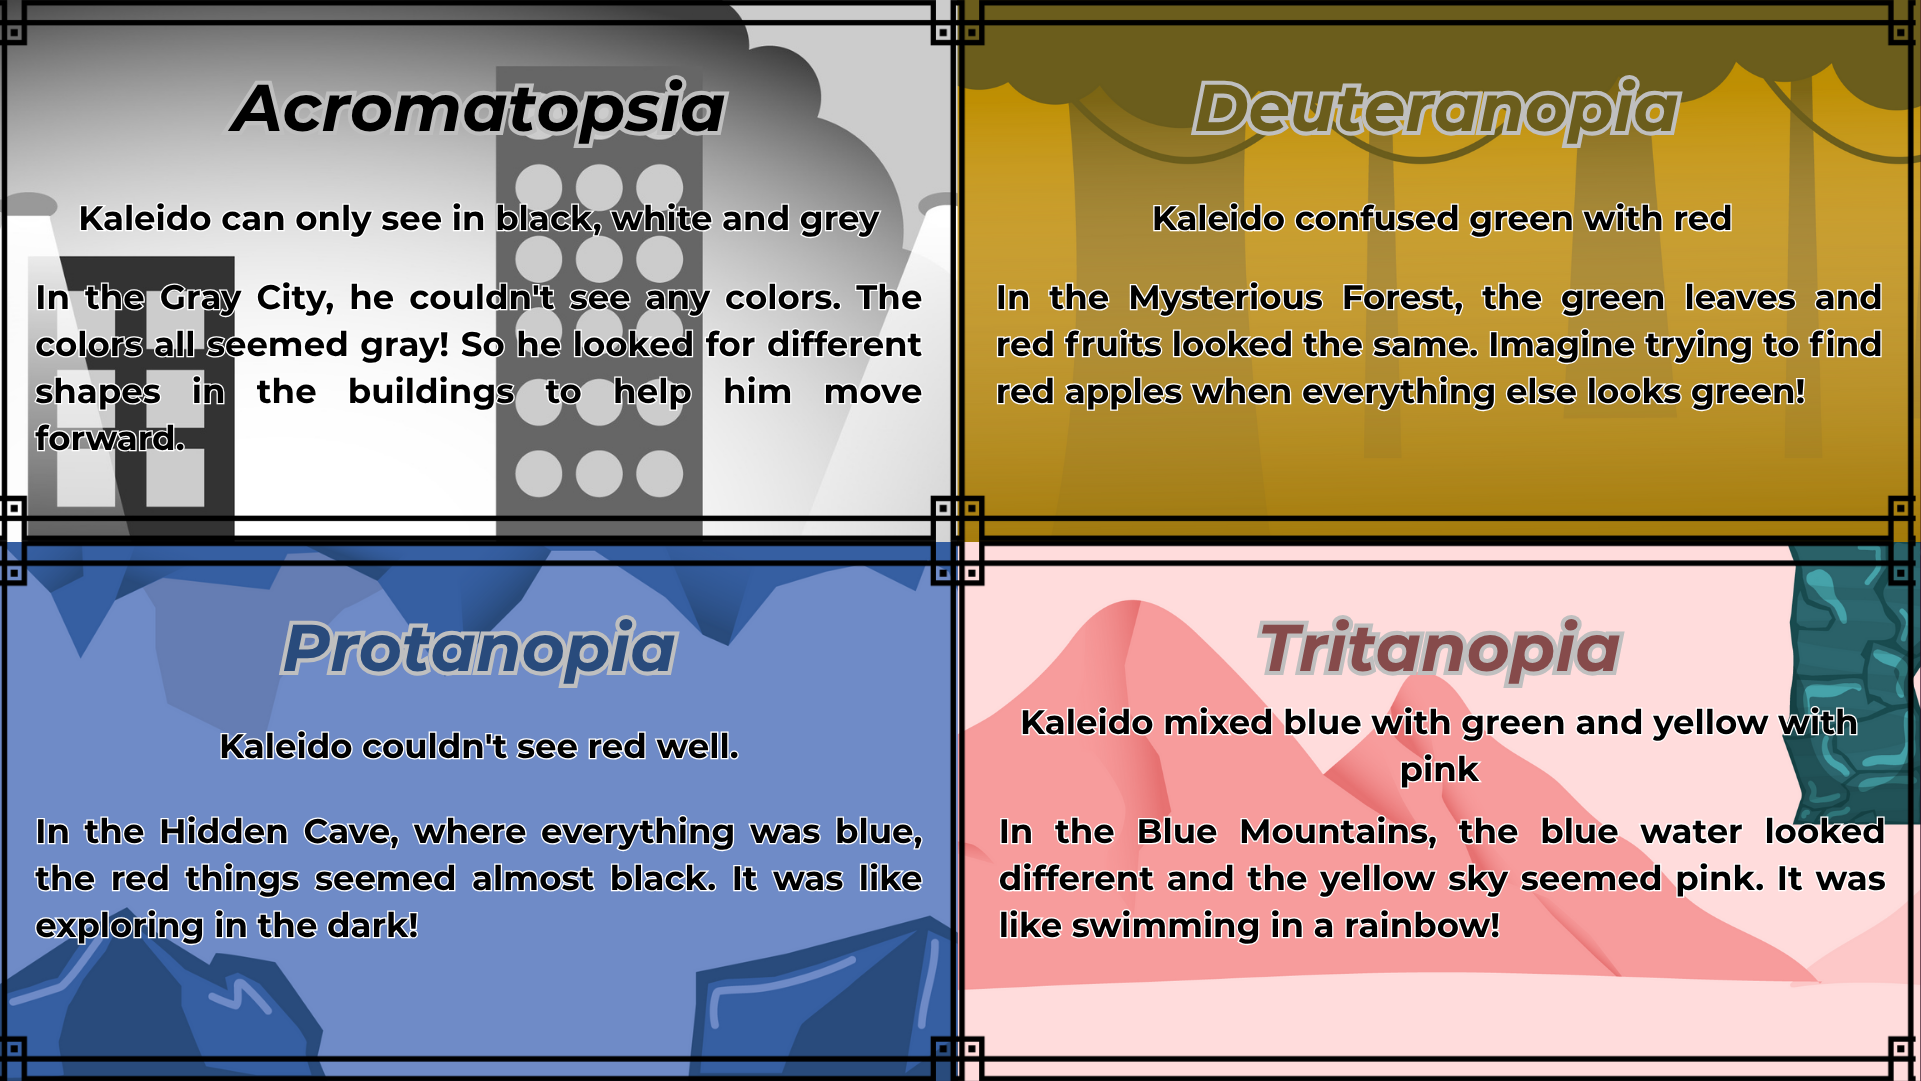 Acromatopsia
Kaleido can only see in black, white and grey
In the Gray City, he couldn't see any colors. The
colors all seemed gray! So he looked for different
shapes in the buildings to help him move
forward.
Deuteranopia
Kaleido confused green with red
In the Mysterious Forest, the green leaves and
red fruits looked the same. Imagine trying to find
red apples when everything else looks green!
Protanopia
Kaleido couldn't see red well.
In the Hidden Cave, where everything was blue,
the red things seemed almost black. It was like
exploring in the dark!
Tritanopia
Kaleido mixed blue with green and yellow with
pink
In the Blue Mountains, the blue water looked
different and the yellow sky seemed pink. It was
like swimming in a rainbow!